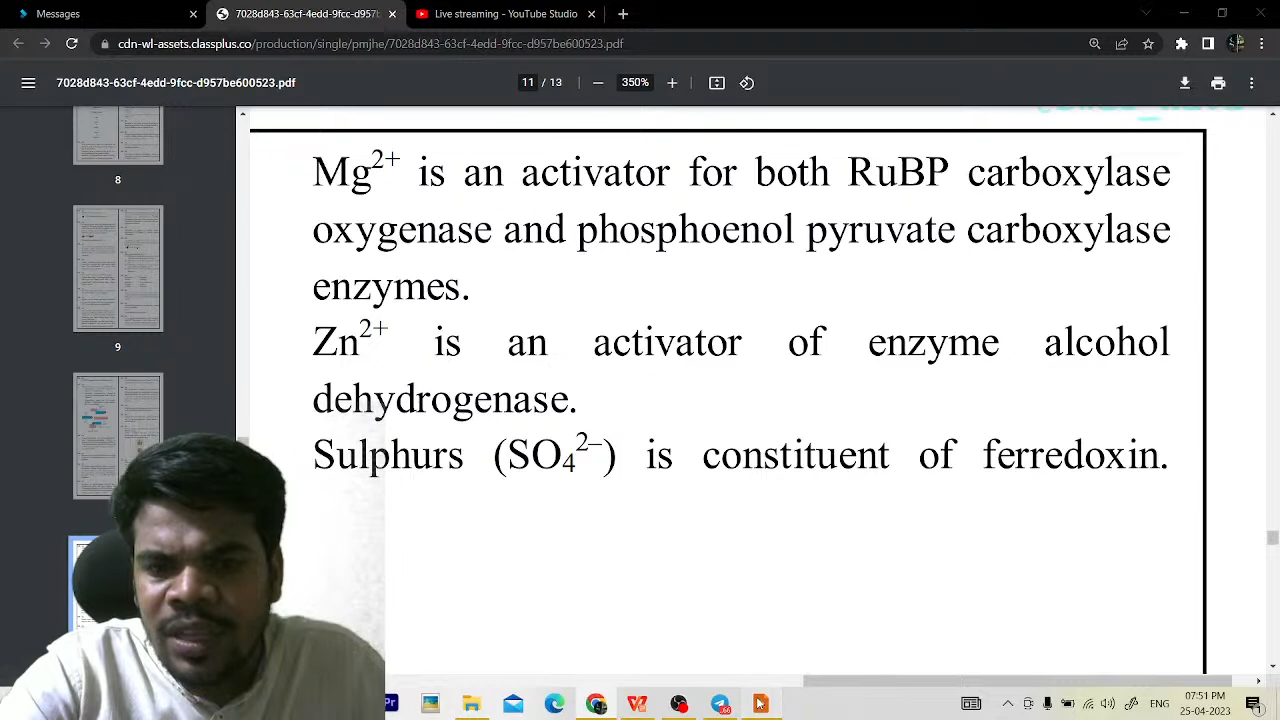 Messages
7028d843-63cf-4edd-9fcc-d957b
Live streaming - YouTube Studio
cdn-wl-assets.classplus.co/production/single/pmjhe/7028d843-63cf-4edd-9fcc-d957be600523.pdf
7028d843-63cf-4edd-9fcc-d957be600523.pdf
11 / 13
350%
8
9
Mg²⁺ is an activator for both RuBP carboxylase
oxygenase and phosphoenol pyruvate carboxylase
enzymes.
Zn²⁺ is an activator of enzyme alcohol
dehydrogenase.
Sulphurs (SO₄²⁻) is constituent of ferredoxin.
Pr
07:51 PM
25-04-2023